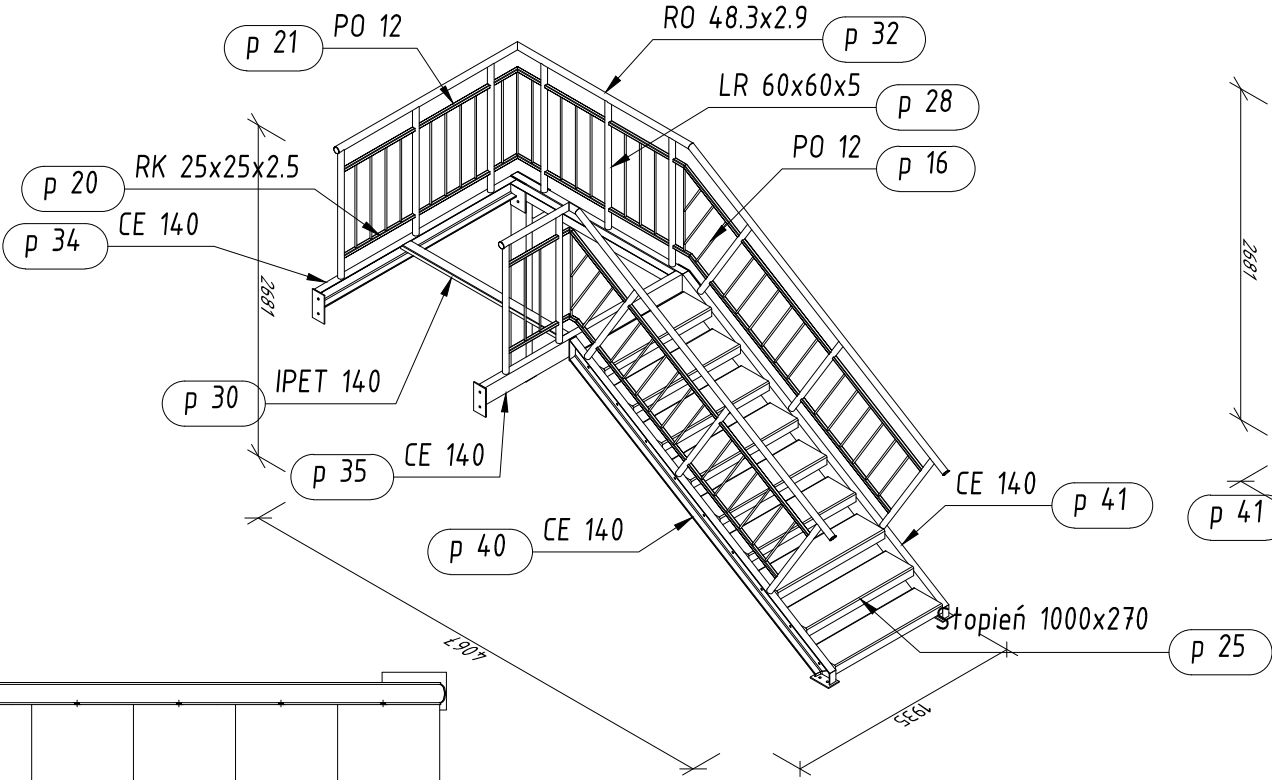 PO 12
p 21
RO 48.3x2.9
p 32
LR 60x60x5
p 28
PO 12
p 16
RK 25x25x2.5
p 20
CE 140
p 34
2681
2681
IPET 140
p 30
CE 140
p 35
CE 140
p 40
CE 140
p 41
p 41
Stopień 1000x270
p 25
4067
1935